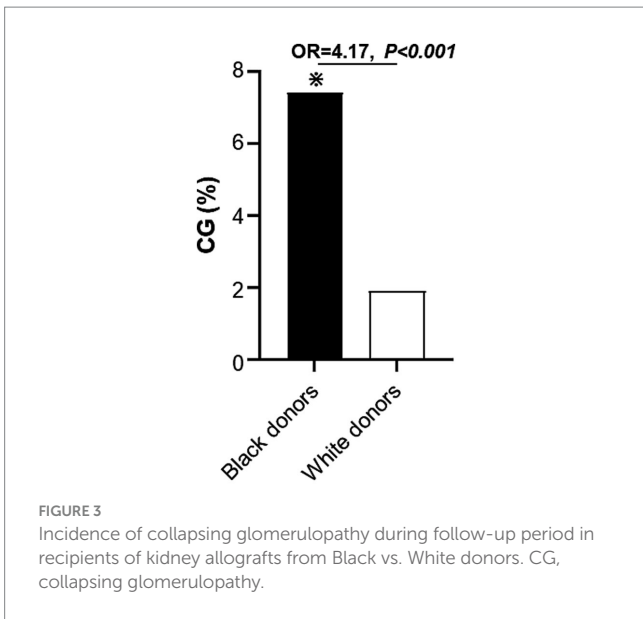 OR=4.17, P<0.001
※
8
6
4
2
0
CG (%)
Black donors
White donors
FIGURE 3
Incidence of collapsing glomerulopathy during follow-up period in
recipients of kidney allografts from Black vs. White donors. CG,
collapsing glomerulopathy.